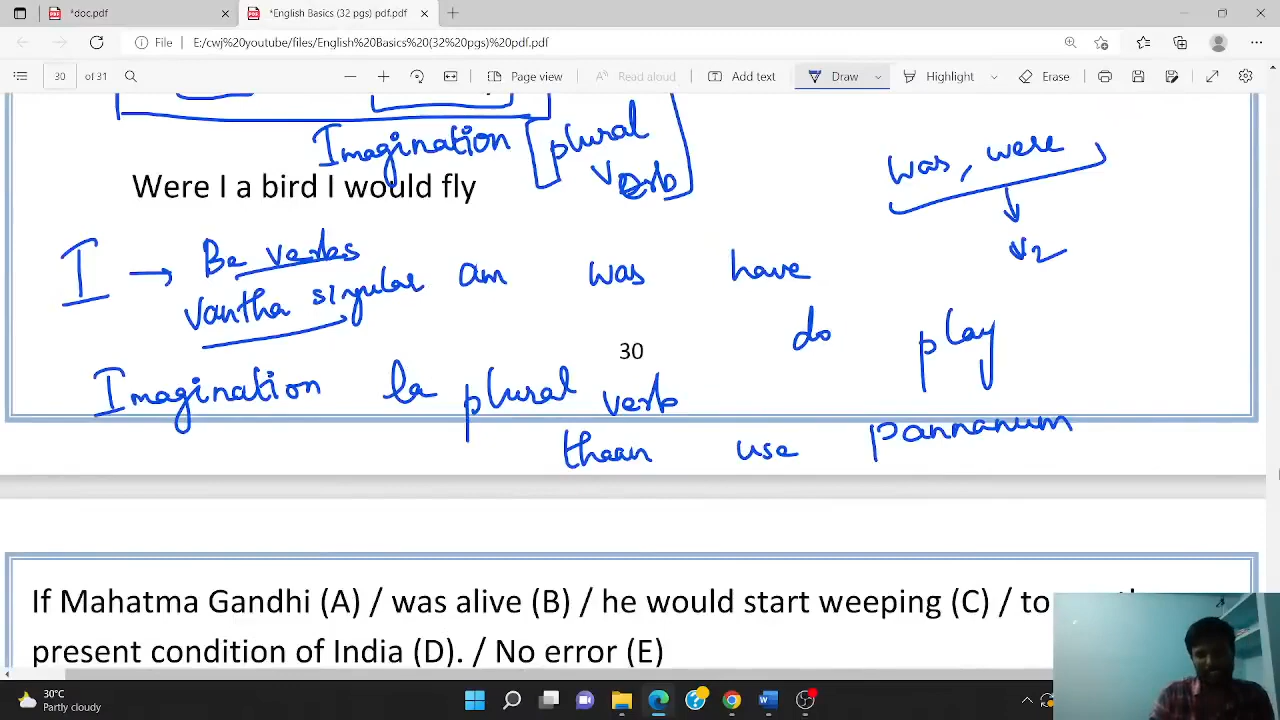 *doc.pdf
*English Basics (32 pgs) pdf.pdf
File
E:/cwj%20youtube/files/English%20Basics%20(32%20pgs)%20pdf.pdf
30 of 31
Page view
Read aloud
Add text
Draw
Highlight
Erase
Imagination [plural verb]
was, were
Were I a bird I would fly
v2
I → Be verbs am was have
Vantha singular
do play
30
Imagination la plural verb
thaan use pannanum
If Mahatma Gandhi (A) / was alive (B) / he would start weeping (C) / to
present condition of India (D). / No error (E)
30°C
Partly cloudy